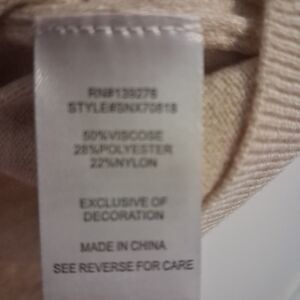 RN#139276
STYLE#SNX70818
50%VISCOSE
28%POLYESTER
22%NYLON
EXCLUSIVE OF
DECORATION
MADE IN CHINA
SEE REVERSE FOR CARE